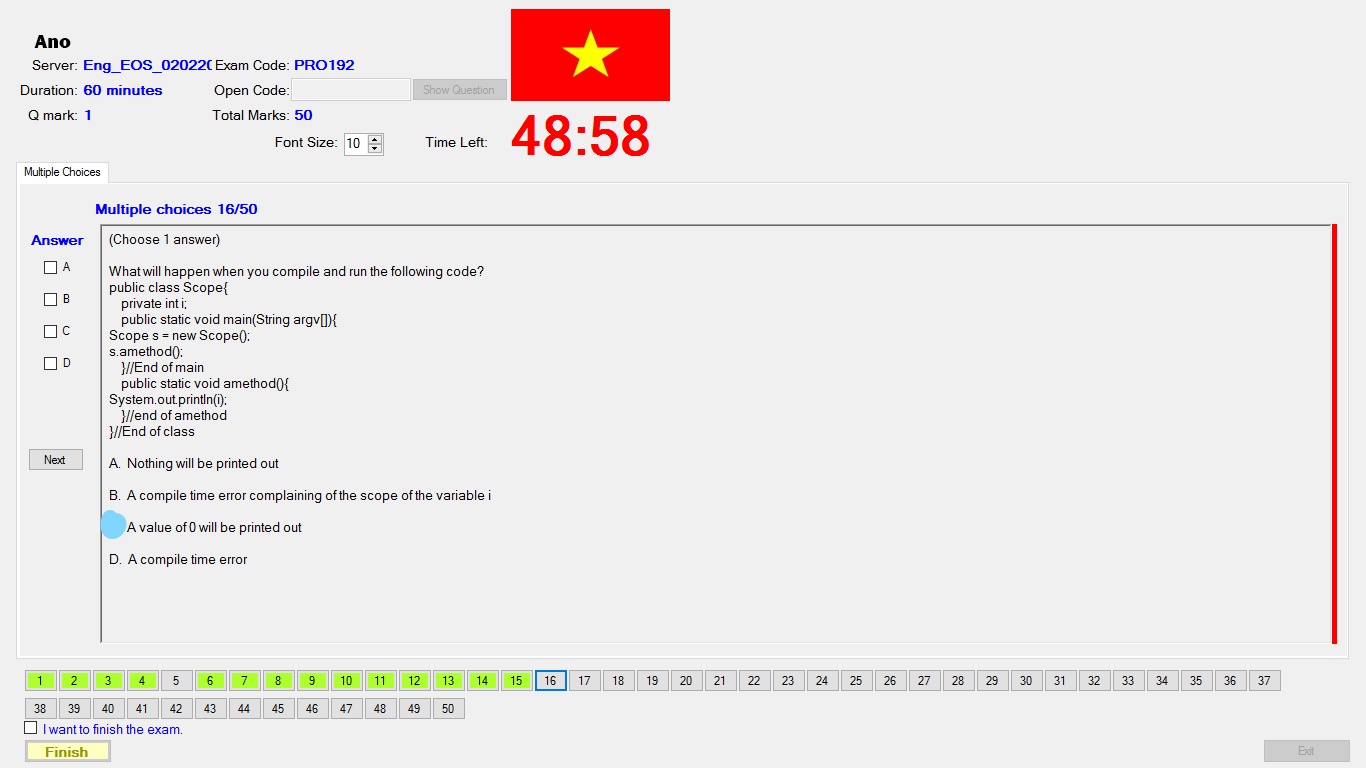 Ano
Server: Eng_EOS_020220 Exam Code: PRO192
Duration: 60 minutes Open Code: Show Question
Q mark: 1 Total Marks: 50
Font Size: 10 Time Left: 48:58
Multiple Choices
Multiple choices 16/50
Answer
A
B
C
D
Next
(Choose 1 answer)
What will happen when you compile and run the following code?
public class Scope{
private int i;
public static void main(String argv[]){
Scope s = new Scope();
s.amethod();
}//End of main
public static void amethod(){
System.out.println(i);
}//end of amethod
}//End of class
A. Nothing will be printed out
B. A compile time error complaining of the scope of the variable i
A value of 0 will be printed out
D. A compile time error
1 2 3 4 5 6 7 8 9 10 11 12 13 14 15 16 17 18 19 20 21 22 23 24 25 26 27 28 29 30 31 32 33 34 35 36 37
38 39 40 41 42 43 44 45 46 47 48 49 50
I want to finish the exam.
Finish
Exit